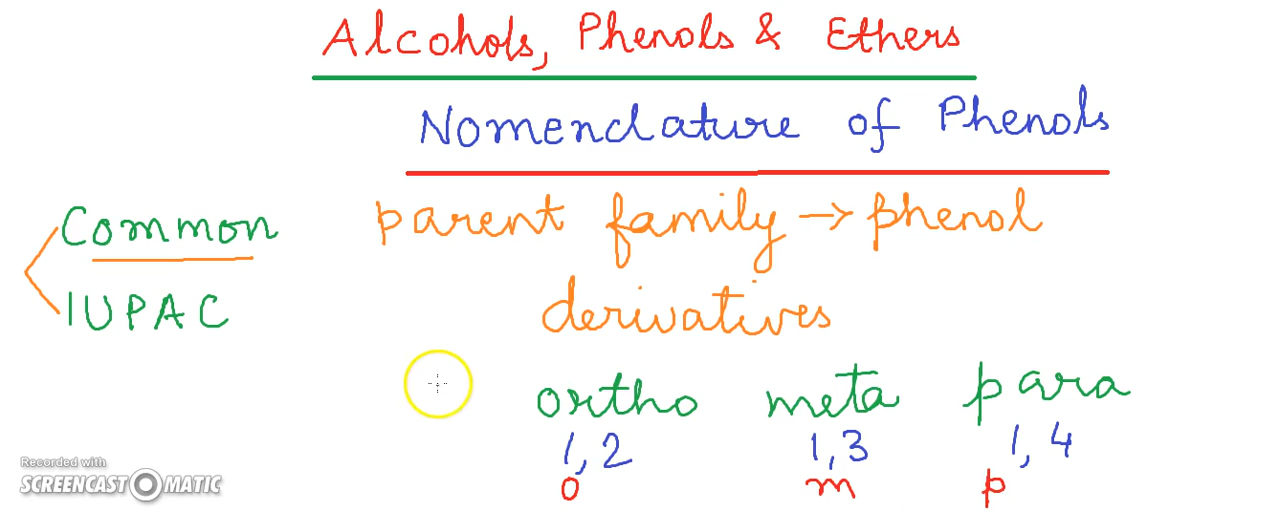 Alcohols, Phenols & Ethers
Nomenclature of Phenols
Common
parent family → phenol
IUPAC
derivatives
ortho meta para
1,2 1,3 1,4
o m p
Recorded with
SCREENCAST O MATIC